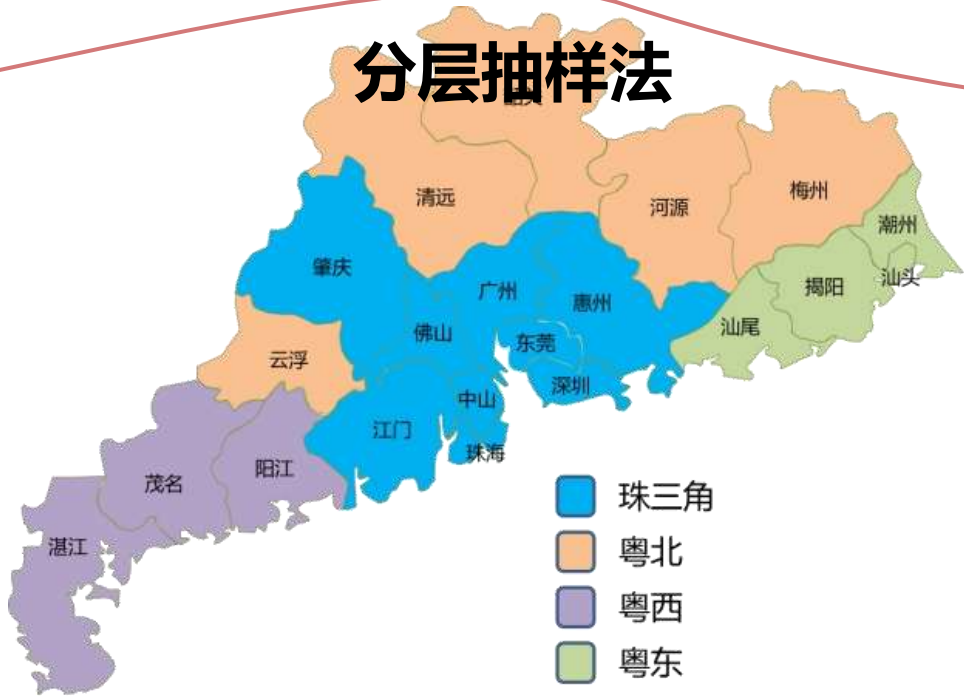 分层抽样法
清远
河源
梅州
潮州
汕头
揭阳
汕尾
肇庆
广州
惠州
佛山
东莞
深圳
云浮
中山
江门
珠海
阳江
茂名
湛江
珠三角
粤北
粤西
粤东